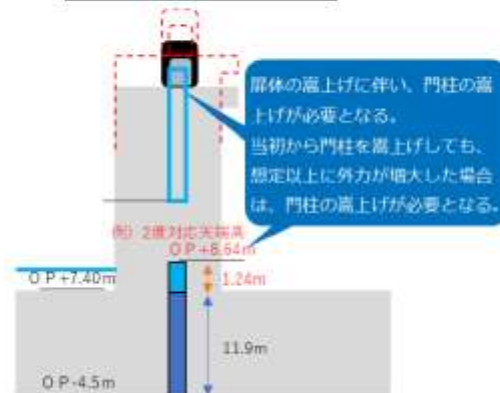 扉体の嵩上げに伴い、門柱の嵩
上げが必要となる。
当初から門柱を嵩上げしても、
想定以上に外力が増大した場合
は、門柱の嵩上げが必要となる。
例）2度対応天端高
O P +8.64m
O P +7.40m
1.24m
11.9m
O P -4.5m